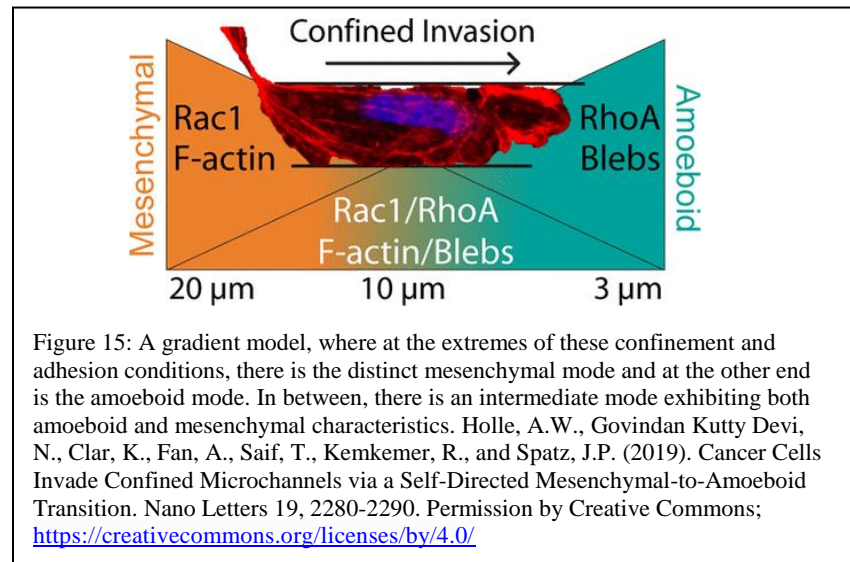 Confined Invasion
Mesenchymal
Rac1
F-actin
RhoA
Blebs
Amoeboid
Rac1/RhoA
F-actin/Blebs
20 µm
10 µm
3 µm
Figure 15: A gradient model, where at the extremes of these confinement and
adhesion conditions, there is the distinct mesenchymal mode and at the other end
is the amoeboid mode. In between, there is an intermediate mode exhibiting both
amoeboid and mesenchymal characteristics. Holle, A.W., Govindan Kutty Devi,
N., Clar, K., Fan, A., Saif, T., Kemkemer, R., and Spatz, J.P. (2019). Cancer Cells
Invade Confined Microchannels via a Self-Directed Mesenchymal-to-Amoeboid
Transition. Nano Letters 19, 2280-2290. Permission by Creative Commons;
https://creativecommons.org/licenses/by/4.0/